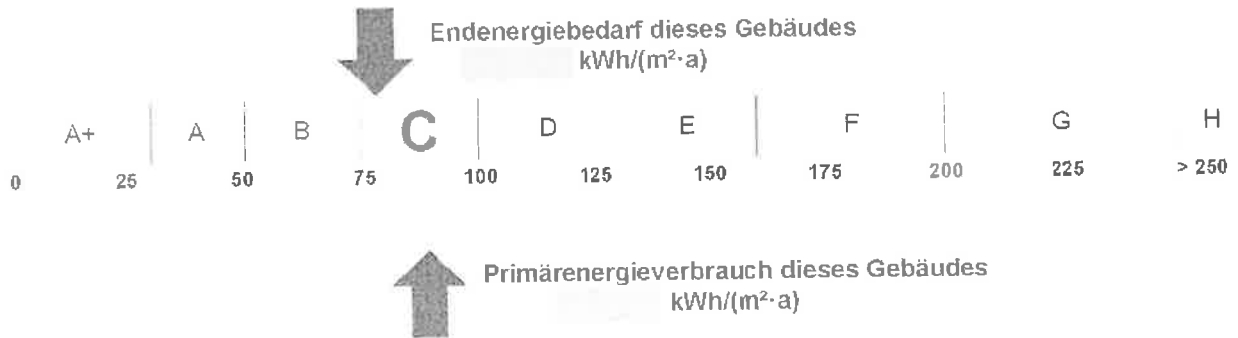 Endenergiebedarf dieses Gebäudes
kWh/(m²·a)
A+ A B C D E F G H
0 25 50 75 100 125 150 175 200 225 > 250
Primärenergieverbrauch dieses Gebäudes
kWh/(m²·a)